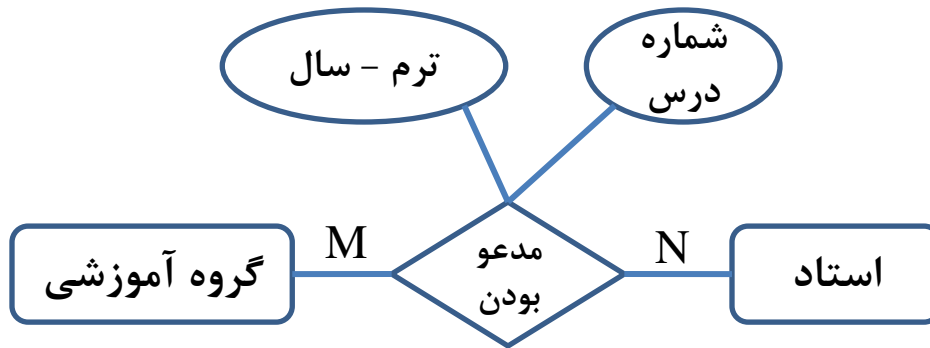 شماره
درس
ترم - سال
استاد
N
مدعو
بودن
M
گروه آموزشی